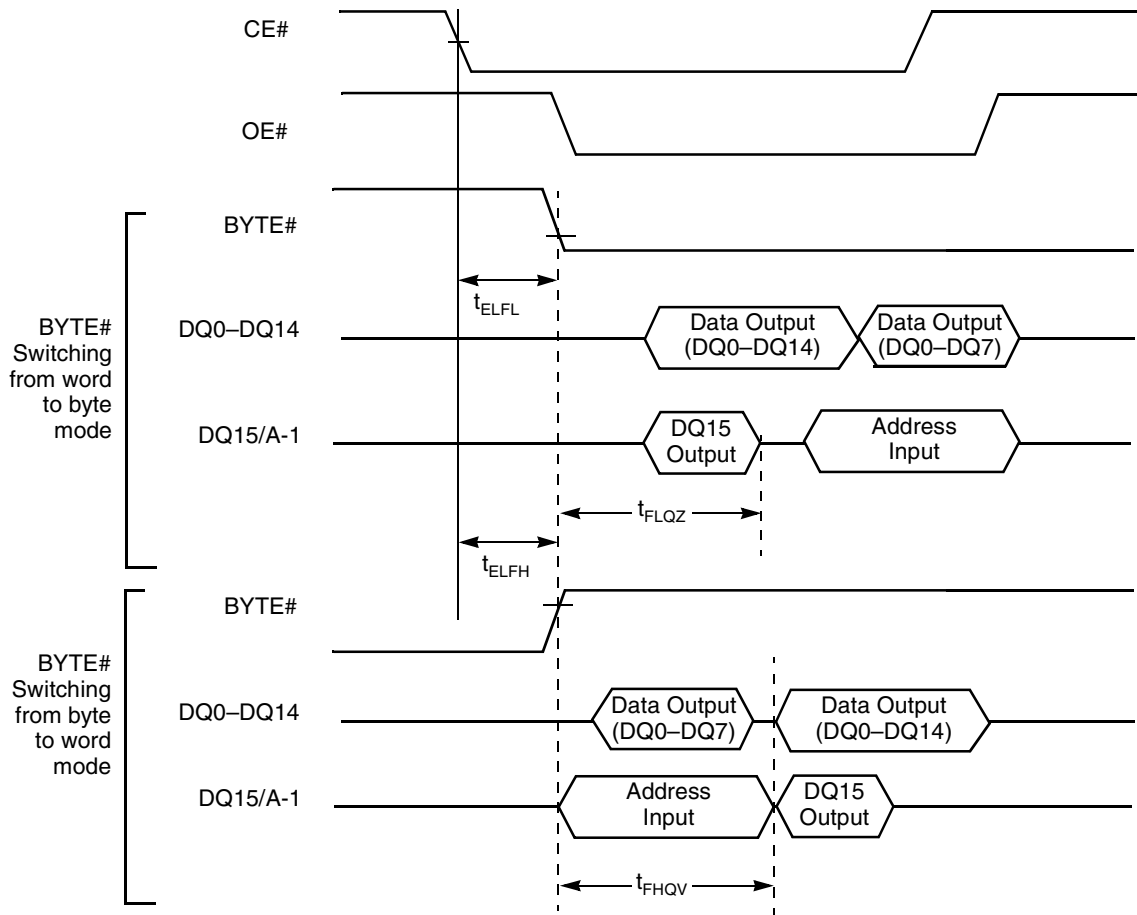 CE#
OE#
BYTE#
Switching
from word
to byte
mode
BYTE#
tELFL
DQ0–DQ14
Data Output
(DQ0–DQ14)
Data Output
(DQ0–DQ7)
DQ15/A-1
DQ15
Output
Address
Input
tFLQZ
tELFH
BYTE#
Switching
from byte
to word
mode
BYTE#
DQ0–DQ14
Data Output
(DQ0–DQ7)
Data Output
(DQ0–DQ14)
DQ15/A-1
Address
Input
DQ15
Output
tFHQV